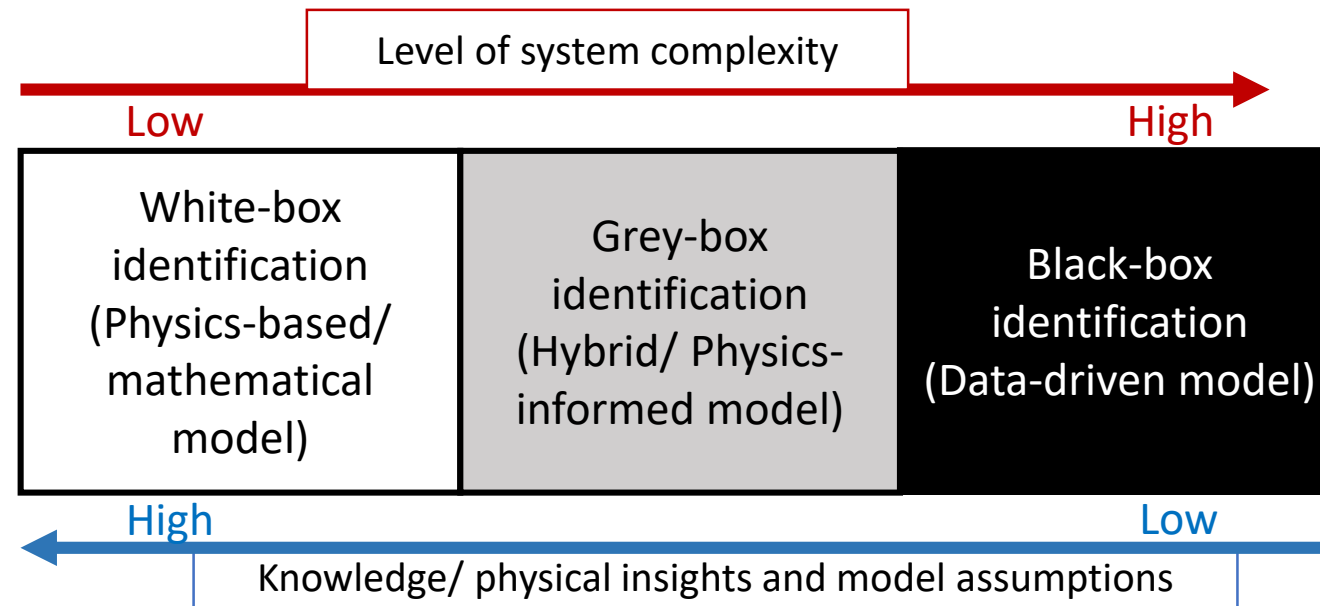 Level of system complexity
Low
High
White-box
identification
(Physics-based/
mathematical
model)
Grey-box
identification
(Hybrid/ Physics-
informed model)
Black-box
identification
(Data-driven model)
High
Low
Knowledge/ physical insights and model assumptions